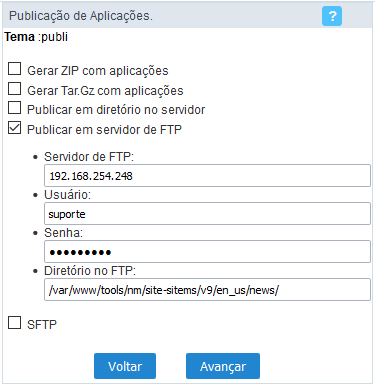 Publicação de Aplicações.
?
Tema :publi
Gerar ZIP com aplicações
Gerar Tar.Gz com aplicações
Publicar em diretório no servidor
Publicar em servidor de FTP
Servidor de FTP:
192.168.254.248
Usuário:
suporte
Senha:
•••••••••
Diretório no FTP:
/var/www/tools/nm/site-sitems/v9/en_us/news/
SFTP
Voltar
Avançar